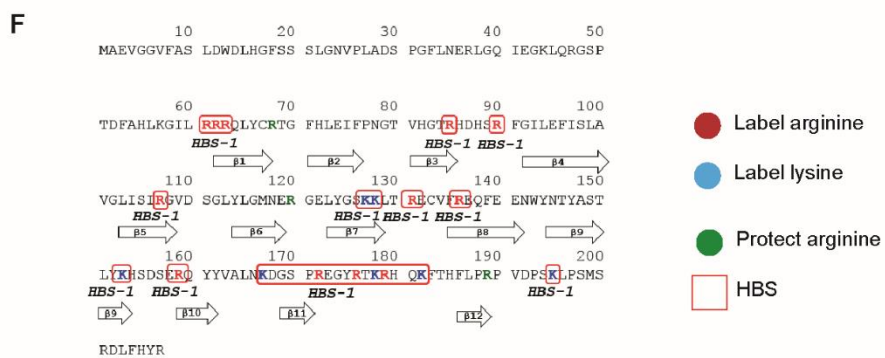 F
10 20 30 40 50
MAEVGGVFAS LDWDLHGFSS SLGNVPLADS PGFLNERLGQ IEGKLQRGSP
60 70 80 90 100
TDFAHLKGIL RRRQLYCRTG FHLEIFPNGT VHGTRHDHSR FGILEFISLA
HBS-1 HBS-1 HBS-1
β1 β2 β3 β4
110 120 130 140 150
VGLISIRGVD SGLYLGMNER GELYGSKKLT RECVFREQFE ENWYNTYAST
HBS-1 HBS-1 HBS-1 HBS-1
β5 β6 β7 β8 β9
160 170 180 190 200
LYKHSDSERQ YYVALNKDGS PREGYRTKRH QKFTHFLPRP VDPSKLPSMS
HBS-1 HBS-1 HBS-1 HBS-1
β9 β10 β11 β12
RDLFHYR
Label arginine
Label lysine
Protect arginine
HBS